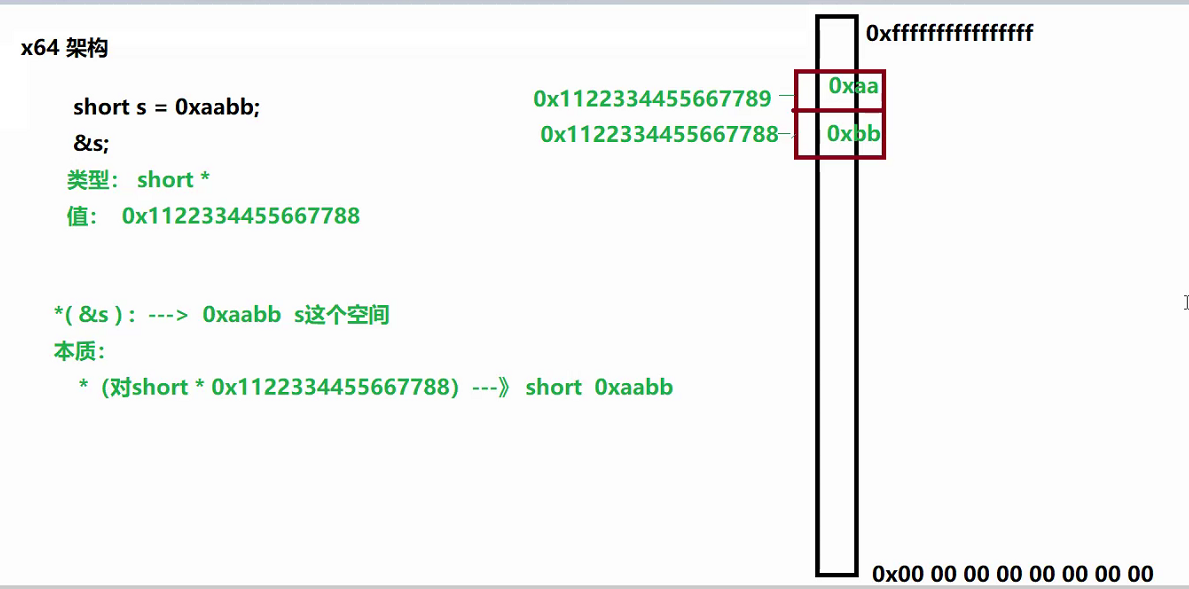 x64 架构
short s = 0xaabb;
&s;
类型： short *
值： 0x1122334455667788
*( &s ) : ---> 0xaabb s这个空间
本质：
*（对short * 0x1122334455667788）---》 short 0xaabb
0xffffffffffffffff
0x1122334455667789
0xaa
0x1122334455667788
0xbb
0x00 00 00 00 00 00 00 00